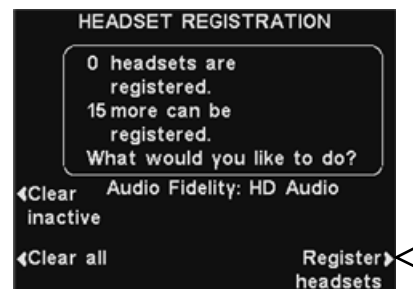 HEADSET REGISTRATION
0 headsets are
registered.
15 more can be
registered.
What would you like to do?
Audio Fidelity: HD Audio
◀Clear
inactive
◀Clear all
Register▶
headsets